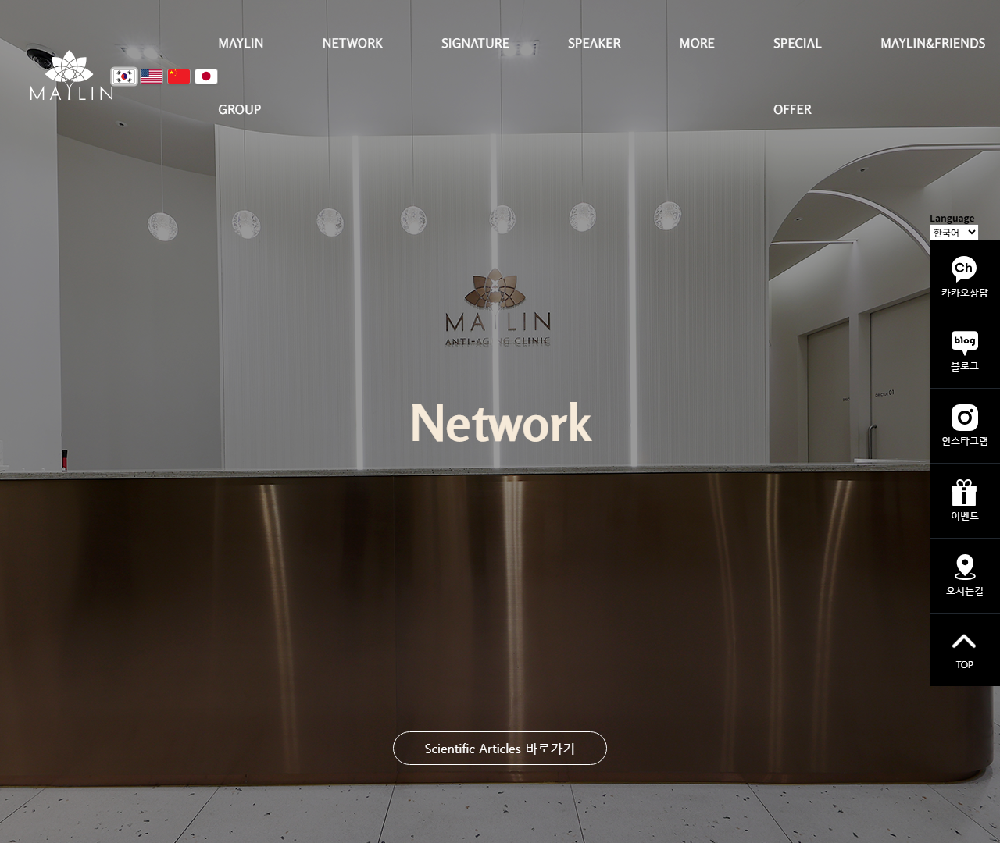 MAYLIN
NETWORK
SIGNATURE
SPEAKER
MORE
SPECIAL
MAYLIN&FRIENDS
MAYLIN
GROUP
OFFER
Language
한국어
Ch
카카오상담
blog
블로그
인스타그램
이벤트
오시는길
TOP
MAYLIN
ANTI-AGING CLINIC
DIRECTOR 01
Network
Scientific Articles 바로가기